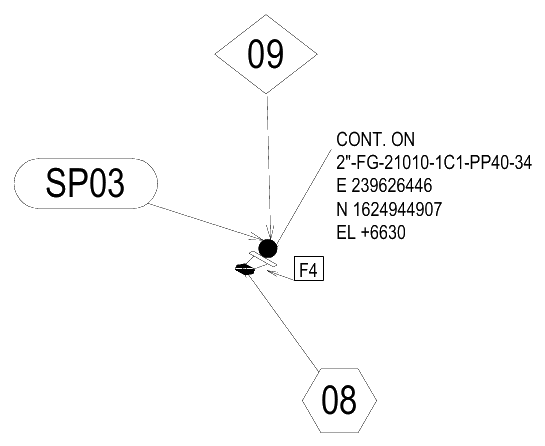 09
CONT. ON
2"-FG-21010-1C1-PP40-34
E 239626446
N 1624944907
EL +6630
SP03
F4
08